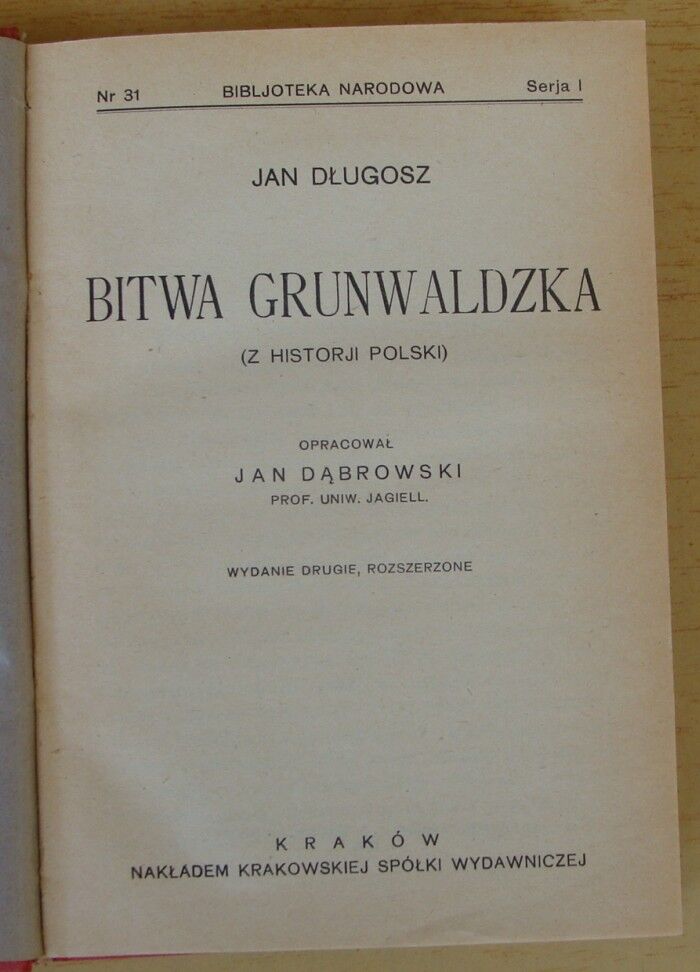 Nr 31 BIBLJOTEKA NARODOWA Serja I
JAN DŁUGOSZ
BITWA GRUNWALDZKA
(Z HISTORJI POLSKI)
OPRACOWAŁ
JAN DĄBROWSKI
PROF. UNIW. JAGIELL.
WYDANIE DRUGIE, ROZSZERZONE
KRAKÓW
NAKŁADEM KRAKOWSKIEJ SPÓŁKI WYDAWNICZEJ